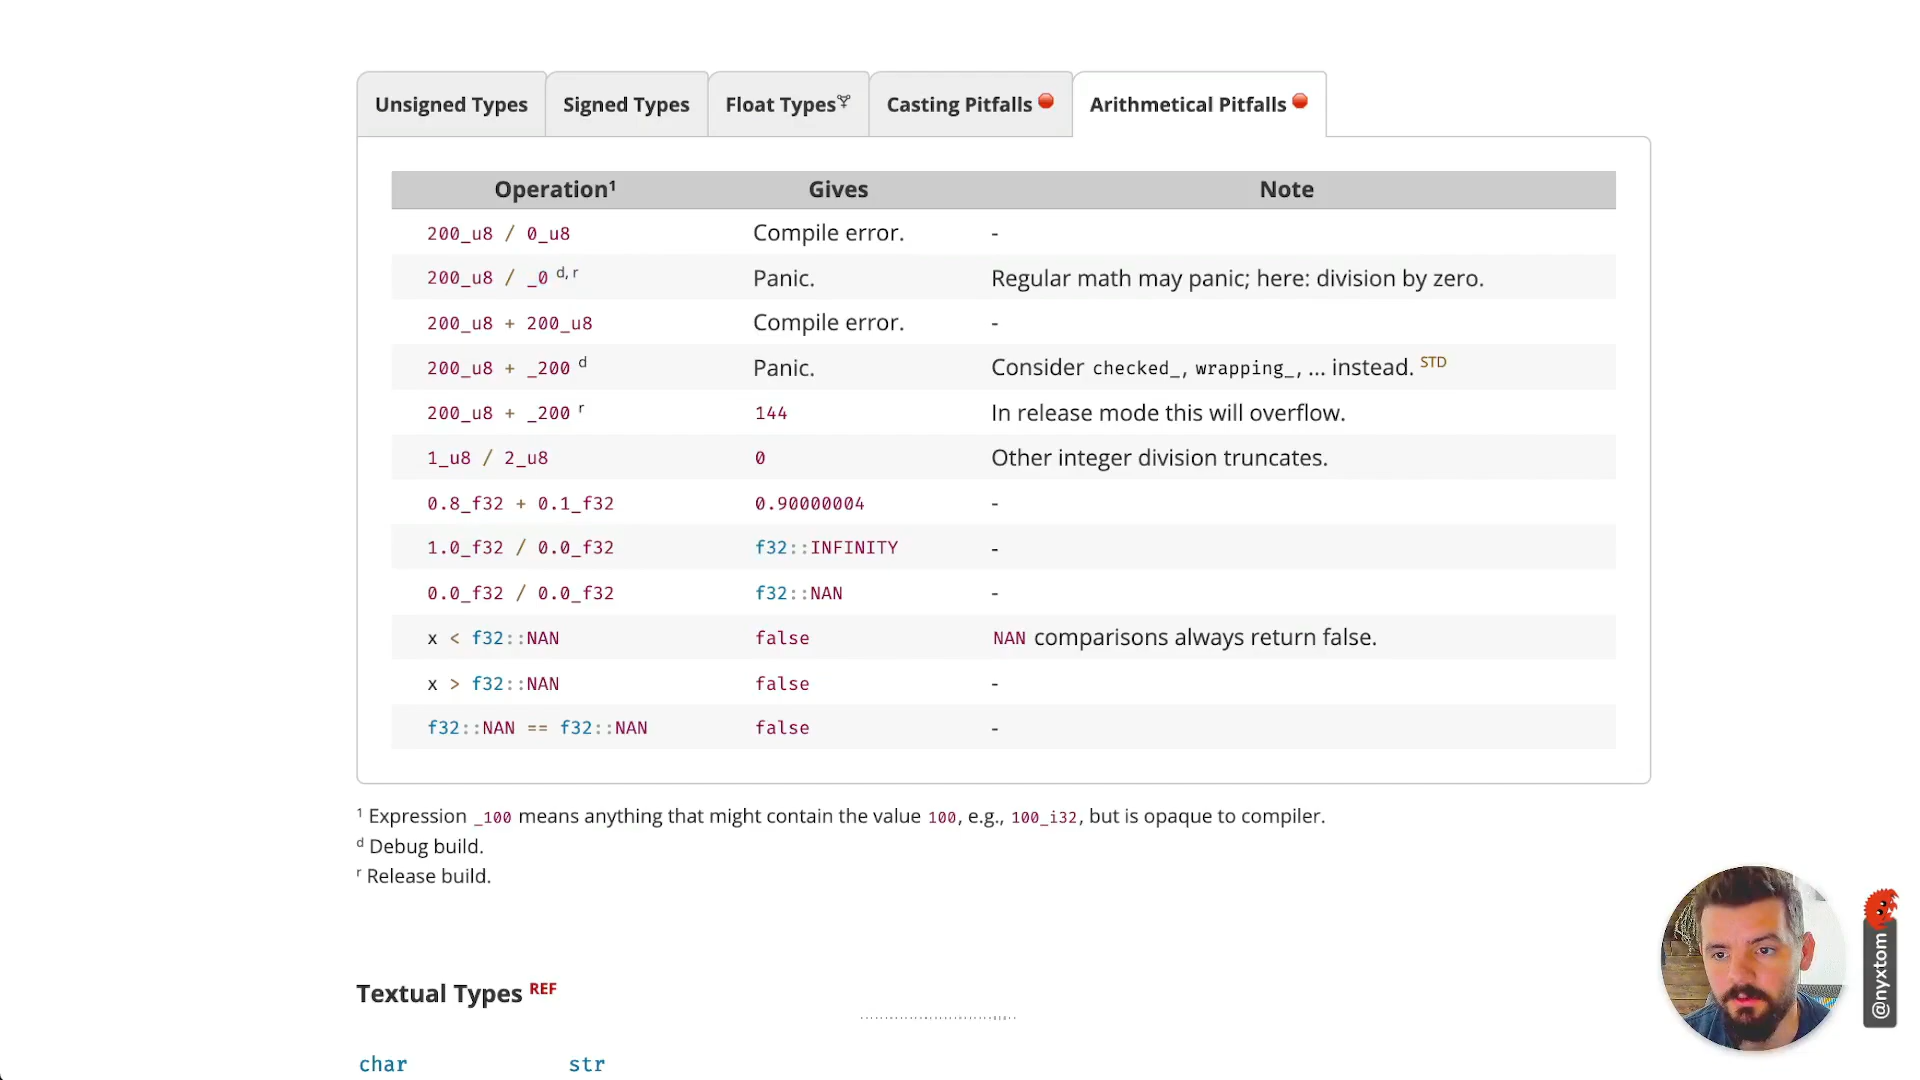 Unsigned Types Signed Types Float Types Casting Pitfalls Arithmetical Pitfalls
Operation¹ Gives Note
200_u8 / 0_u8 Compile error. -
200_u8 / _0 d, r Panic. Regular math may panic; here: division by zero.
200_u8 + 200_u8 Compile error. -
200_u8 + _200 d Panic. Consider checked_, wrapping_, … instead. STD
200_u8 + _200 r 144 In release mode this will overflow.
1_u8 / 2_u8 0 Other integer division truncates.
0.8_f32 + 0.1_f32 0.90000004 -
1.0_f32 / 0.0_f32 f32::INFINITY -
0.0_f32 / 0.0_f32 f32::NAN -
x < f32::NAN false NAN comparisons always return false.
x > f32::NAN false -
f32::NAN == f32::NAN false -
¹ Expression _100 means anything that might contain the value 100, e.g., 100_i32, but is opaque to compiler.
d Debug build.
r Release build.
Textual Types REF
char str
@nyxtom